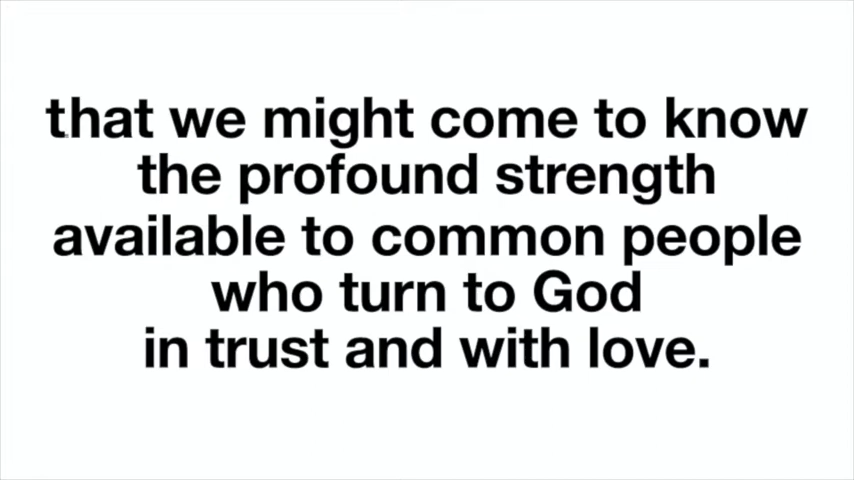 that we might come to know
the profound strength
available to common people
who turn to God
in trust and with love.